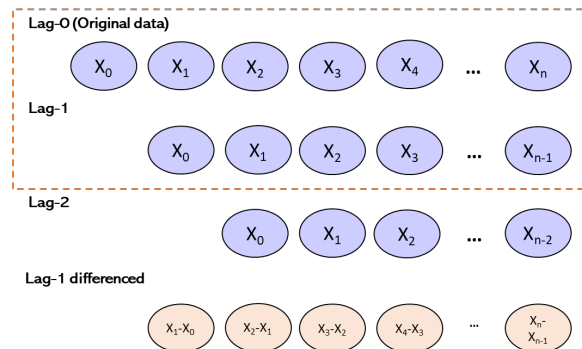 Lag-0 (Original data)
X₀ X₁ X₂ X₃ X₄ ... Xₙ
Lag-1
X₀ X₁ X₂ X₃ ... Xₙ₋₁
Lag-2
X₀ X₁ X₂ ... Xₙ₋₂
Lag-1 differenced
X₁-X₀ X₂-X₁ X₃-X₂ X₄-X₃ ... Xₙ-
Xₙ₋₁